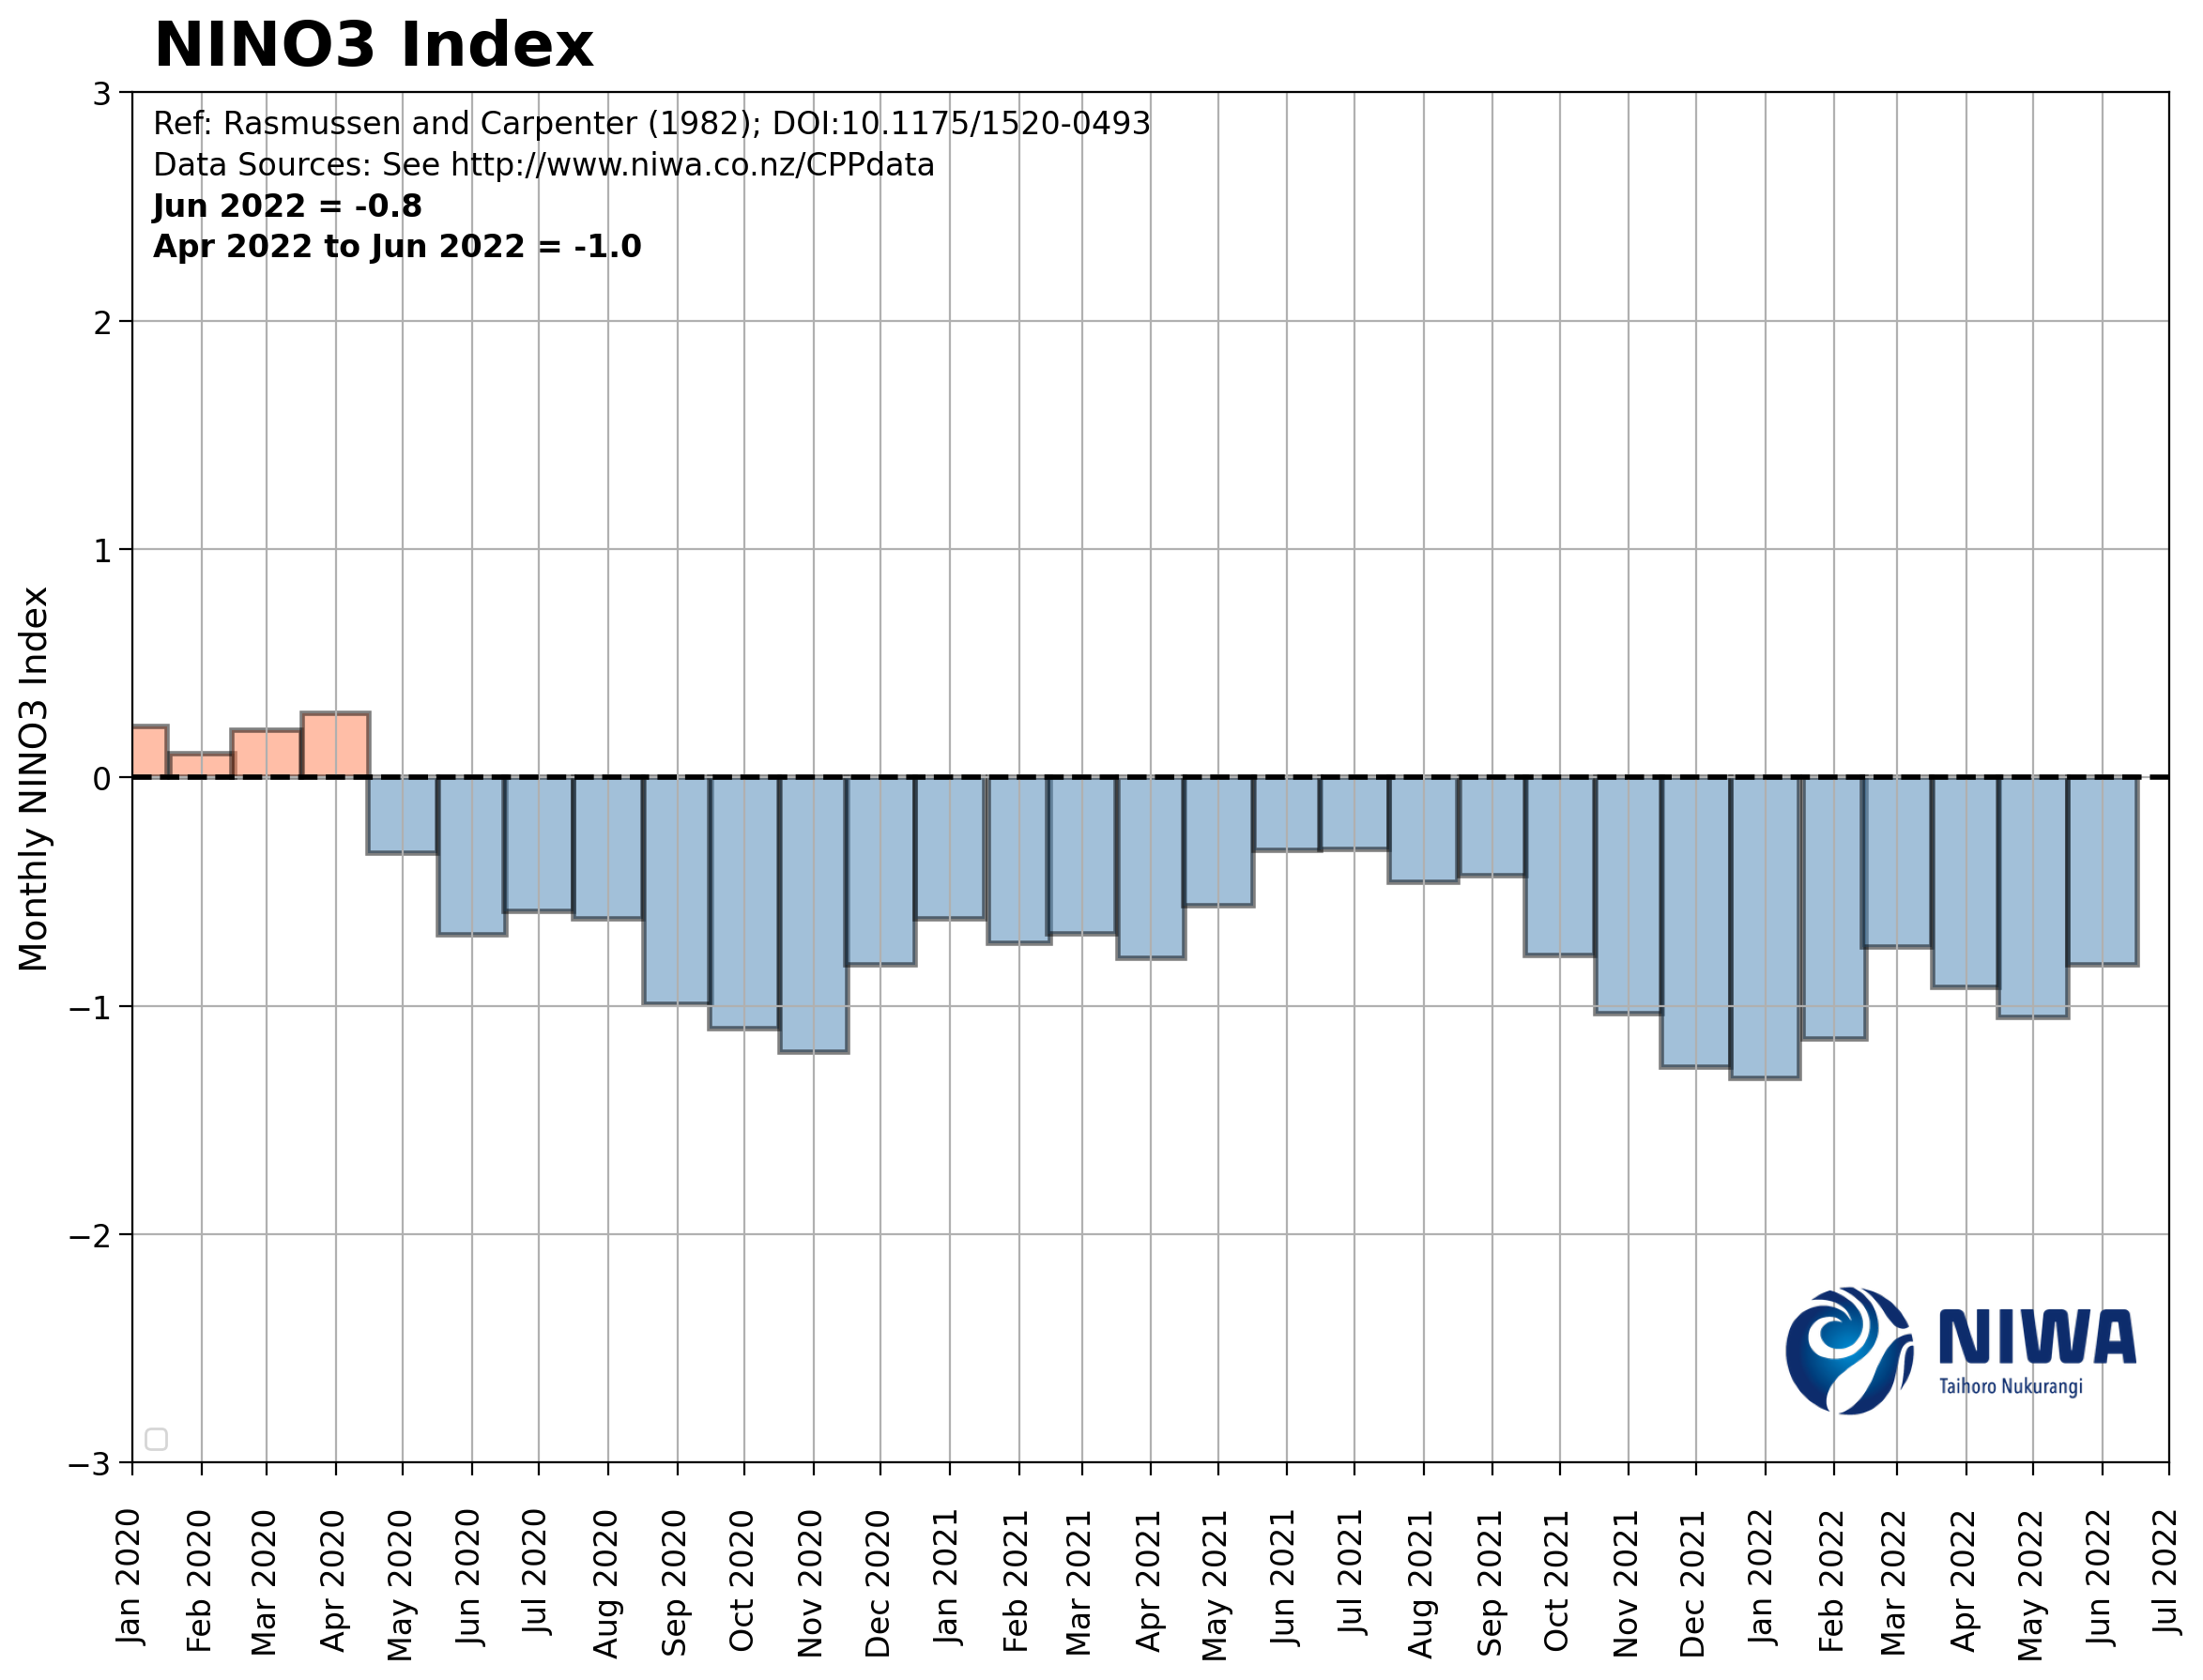 NINO3 Index
Ref: Rasmussen and Carpenter (1982); DOI:10.1175/1520-0493
Data Sources: See http://www.niwa.co.nz/CPPdata
Jun 2022 = -0.8
Apr 2022 to Jun 2022 = -1.0
Monthly NINO3 Index
3
2
1
0
−1
−2
−3
NIWA
Taihoro Nukurangi
Jan 2020
Feb 2020
Mar 2020
Apr 2020
May 2020
Jun 2020
Jul 2020
Aug 2020
Sep 2020
Oct 2020
Nov 2020
Dec 2020
Jan 2021
Feb 2021
Mar 2021
Apr 2021
May 2021
Jun 2021
Jul 2021
Aug 2021
Sep 2021
Oct 2021
Nov 2021
Dec 2021
Jan 2022
Feb 2022
Mar 2022
Apr 2022
May 2022
Jun 2022
Jul 2022